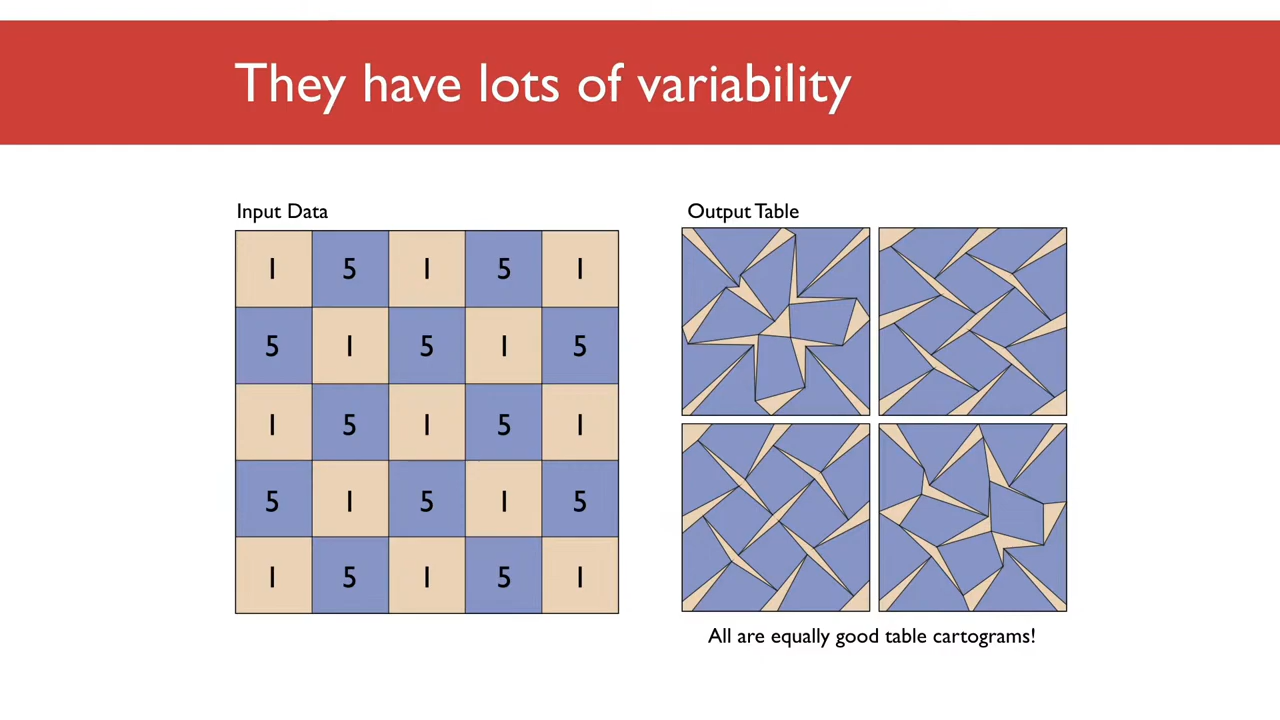 They have lots of variability
Input Data
Output Table
1 5 1 5 1
5 1 5 1 5
1 5 1 5 1
5 1 5 1 5
1 5 1 5 1
All are equally good table cartograms!